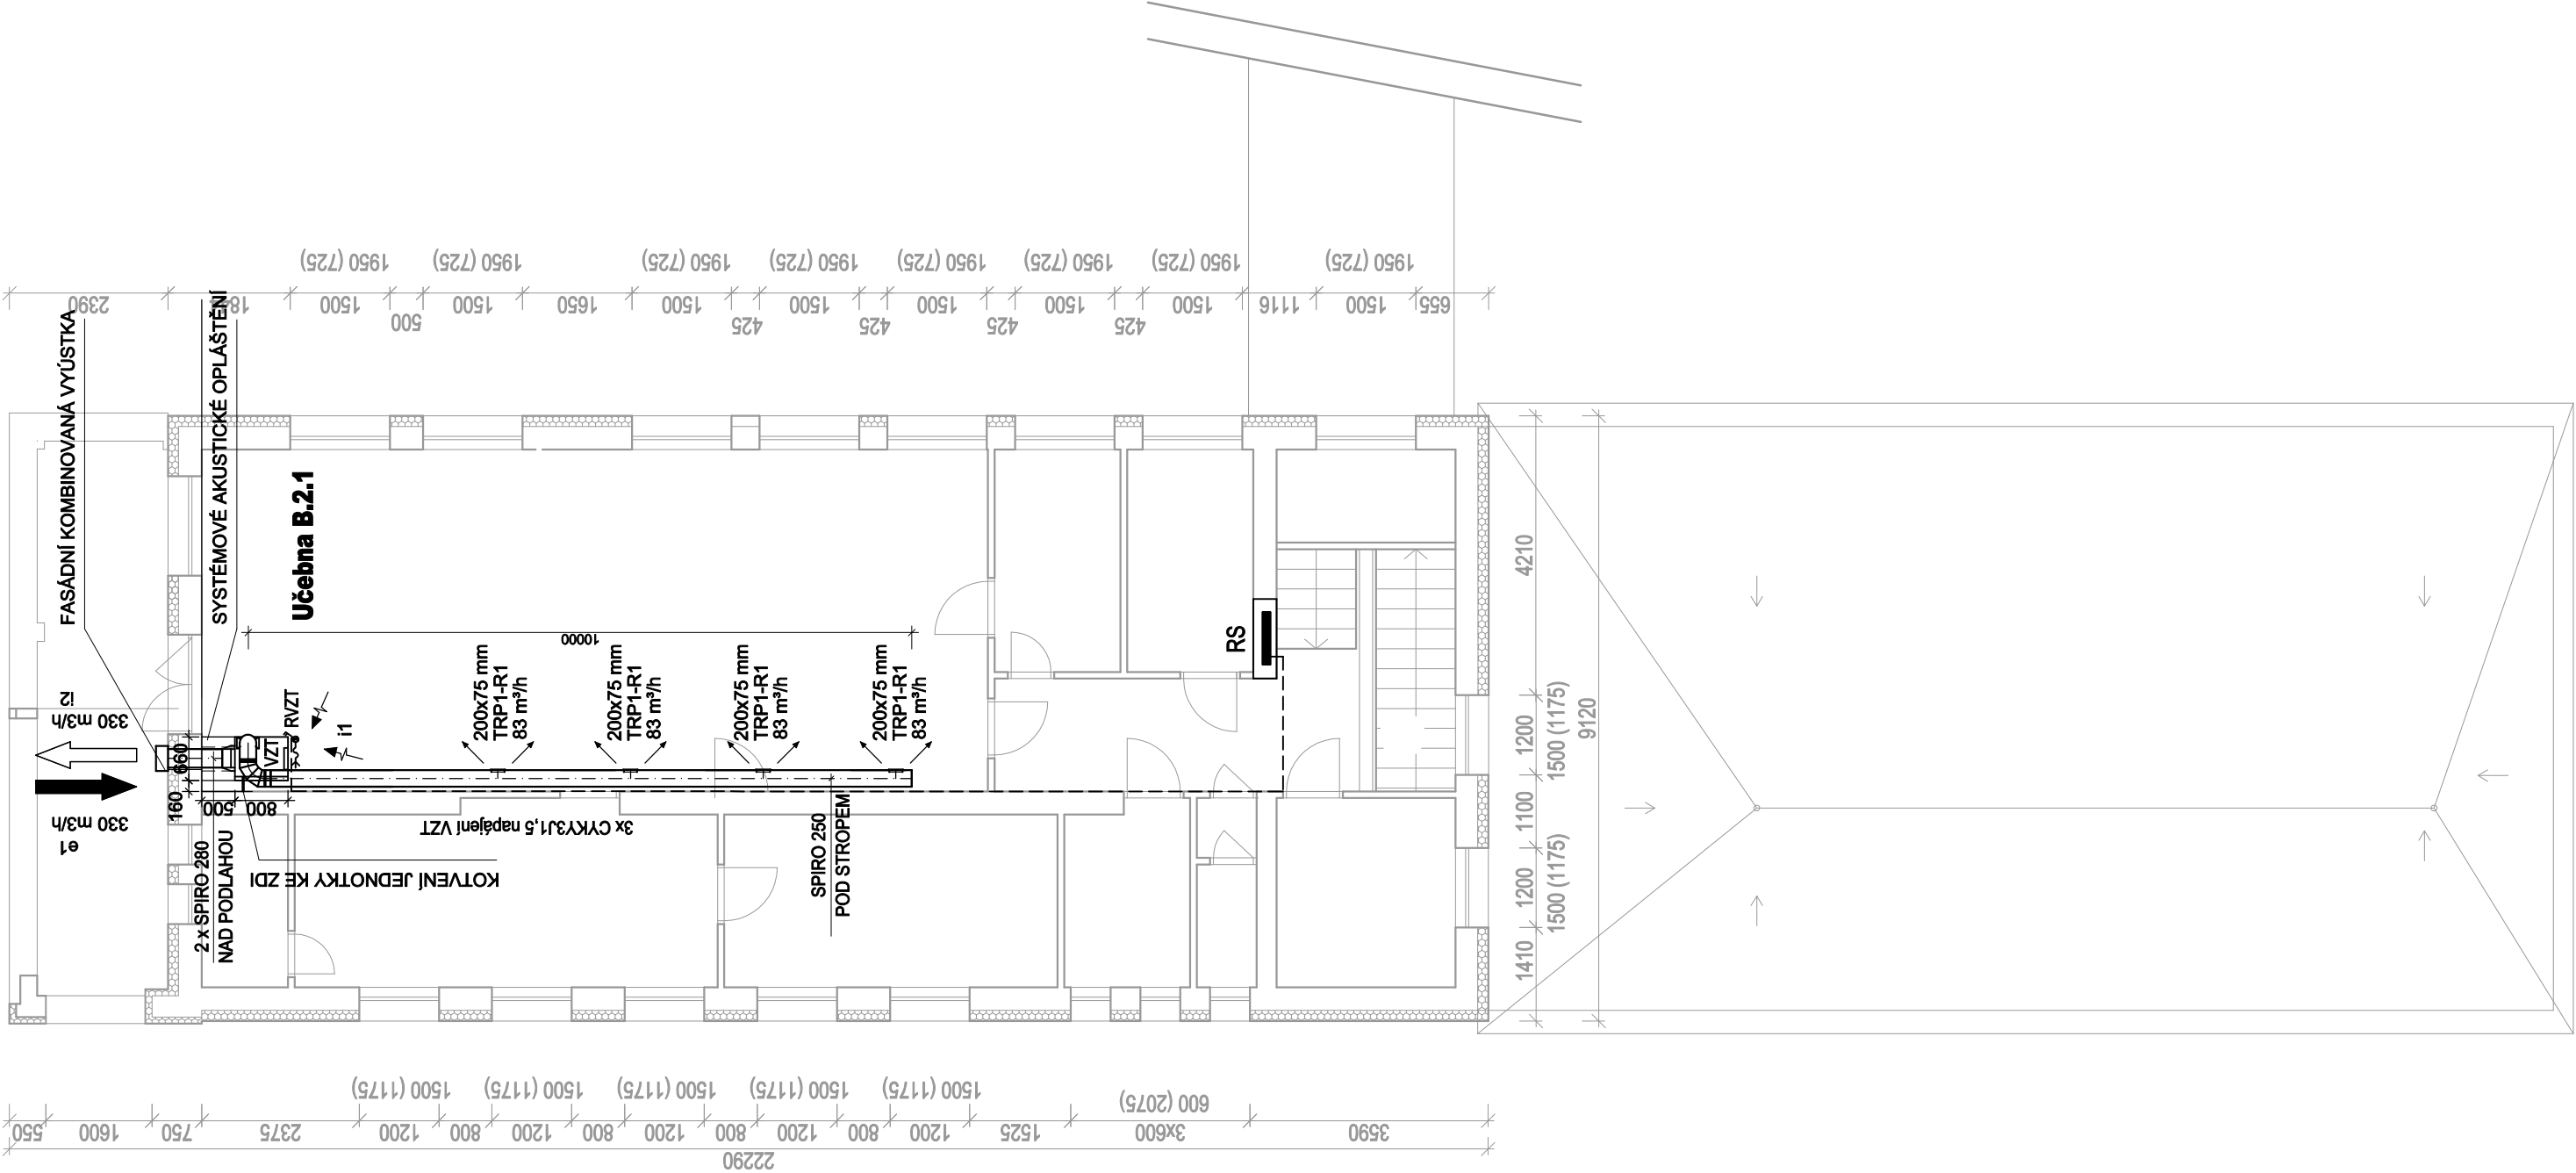 1950 (725)
1950 (725)
1950 (725)
1950 (725)
1950 (725)
1950 (725)
1950 (725)
1950 (725)
2390
1500
500
1500
1650
1500
425
1500
425
1500
425
1500
425
1500
1116
1500
655
FASÁDNÍ KOMBINOVANÁ VYÚSTKA
SYSTÉMOVÉ AKUSTICKÉ OPLÁŠTĚNÍ
Učebna B.2.1
10000
i2
330 m3/h
330 m3/h
e1
RVZT
i1
VZT
660
160
500
800
200x75 mm
TRP1-R1
83 m³/h
200x75 mm
TRP1-R1
83 m³/h
200x75 mm
TRP1-R1
83 m³/h
200x75 mm
TRP1-R1
83 m³/h
RS
3x CYKY3J1,5 napájení VZT
KOTVENÍ JEDNOTKY KE ZDI
2 x SPIRO 280
NAD PODLAHOU
SPIRO 250
POD STROPEM
4210
1200
1500 (1175)
1100
1200
1500 (1175)
1410
9120
1500 (1175)
1500 (1175)
1500 (1175)
1500 (1175)
1500 (1175)
600 (2075)
550
1600
750
2375
1200
800
1200
800
1200
800
1200
800
1200
1525
3x600
3590
22290